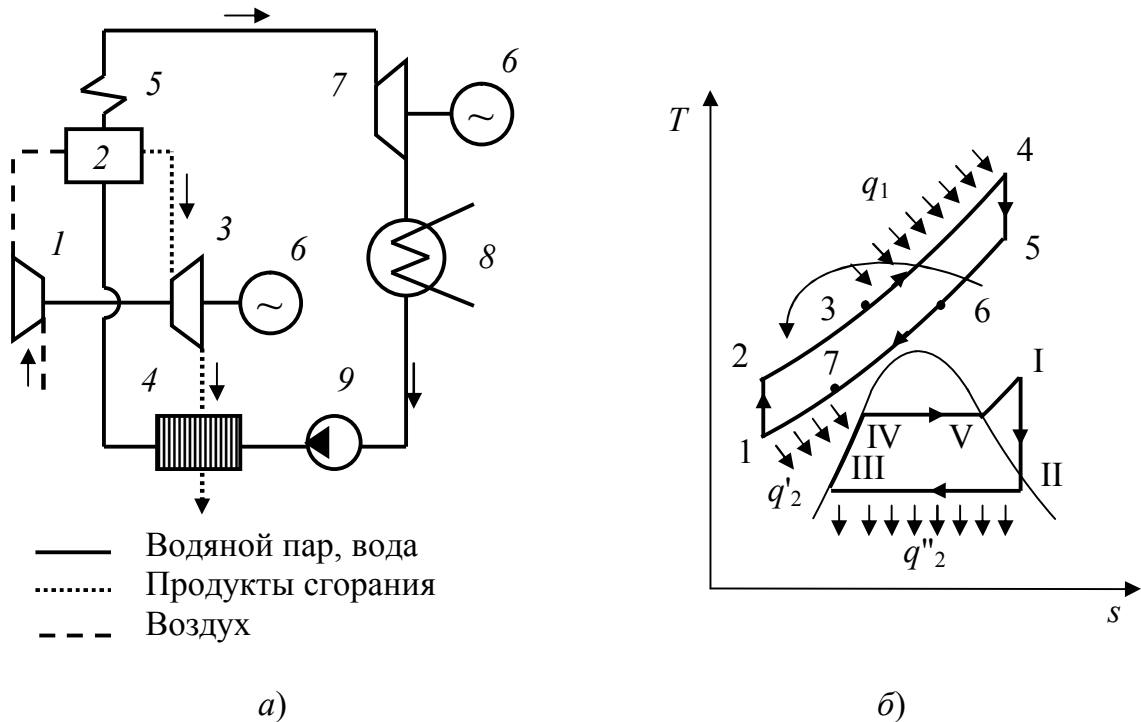 5
7
6
~
2
1
3
6
~
8
4
9
Водяной пар, вода
Продукты сгорания
Воздух
а)
T
q1
4
5
3
6
2
7
1
I
IV
V
III
II
q'2
q"2
s
б)